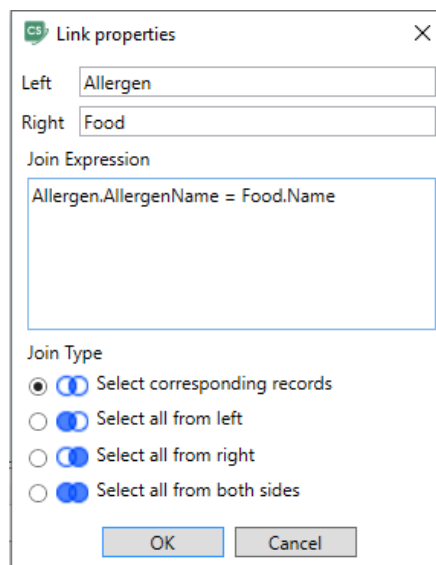 CS Link properties
Left Allergen
Right Food
Join Expression
Allergen.AllergenName = Food.Name
Join Type
Select corresponding records
Select all from left
Select all from right
Select all from both sides
OK Cancel